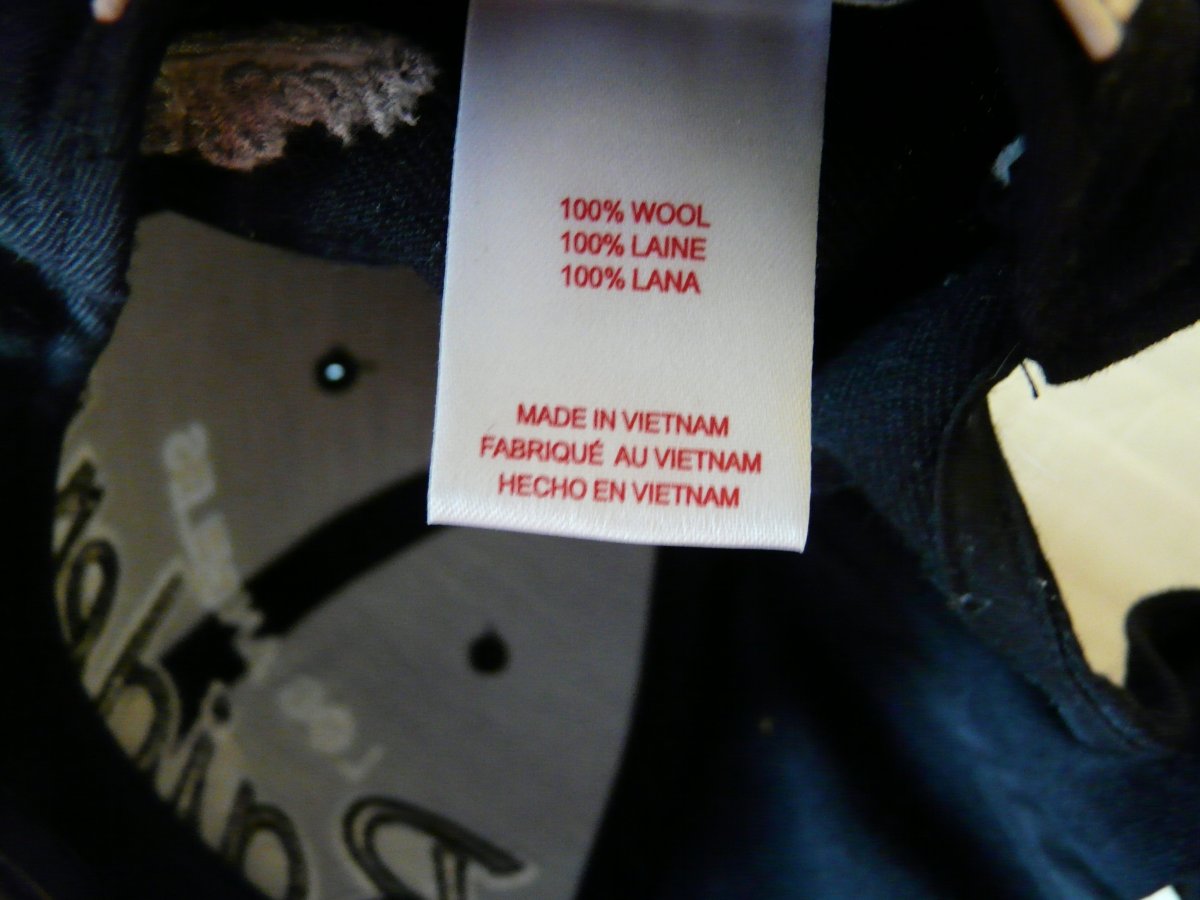 100% WOOL
100% LAINE
100% LANA
MADE IN VIETNAM
FABRIQUÉ AU VIETNAM
HECHO EN VIETNAM